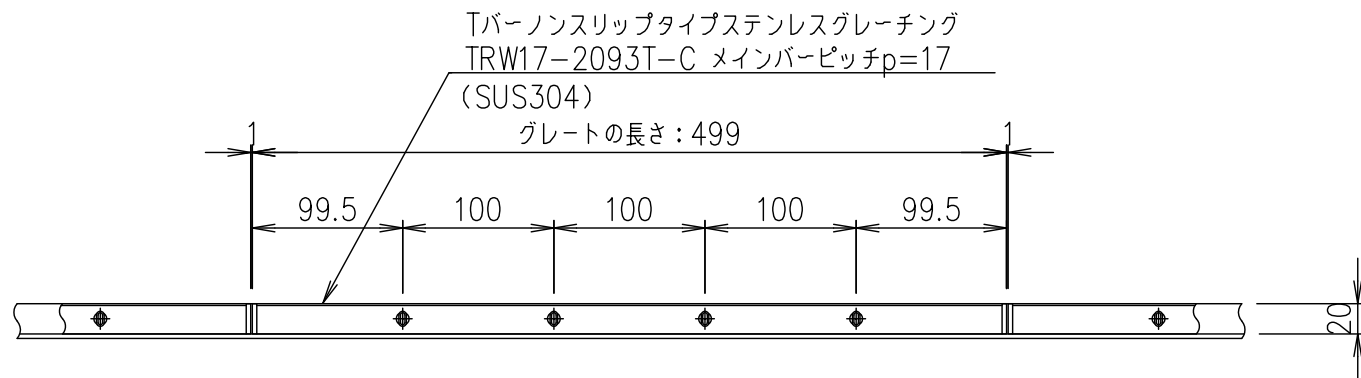 Tバーノンスリップタイプステンレスグレーチング
TRW17-2093T-C メインバーピッチp=17
(SUS304)
グレートの長さ：499
1 1
99.5 100 100 100 99.5
20